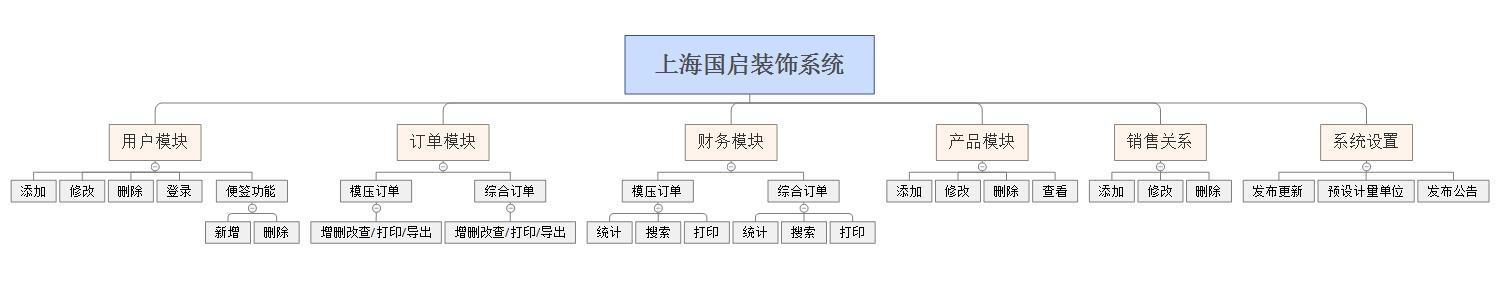 上海国启装饰系统
用户模块 订单模块 财务模块 产品模块 销售关系 系统设置
添加 修改 删除 登录 便签功能 模压订单 综合订单 模压订单 综合订单 添加 修改 删除 查看 添加 修改 删除 发布更新 预设计量单位 发布公告
新增 删除 增删改查/打印/导出 增删改查/打印/导出 统计 搜索 打印 统计 搜索 打印